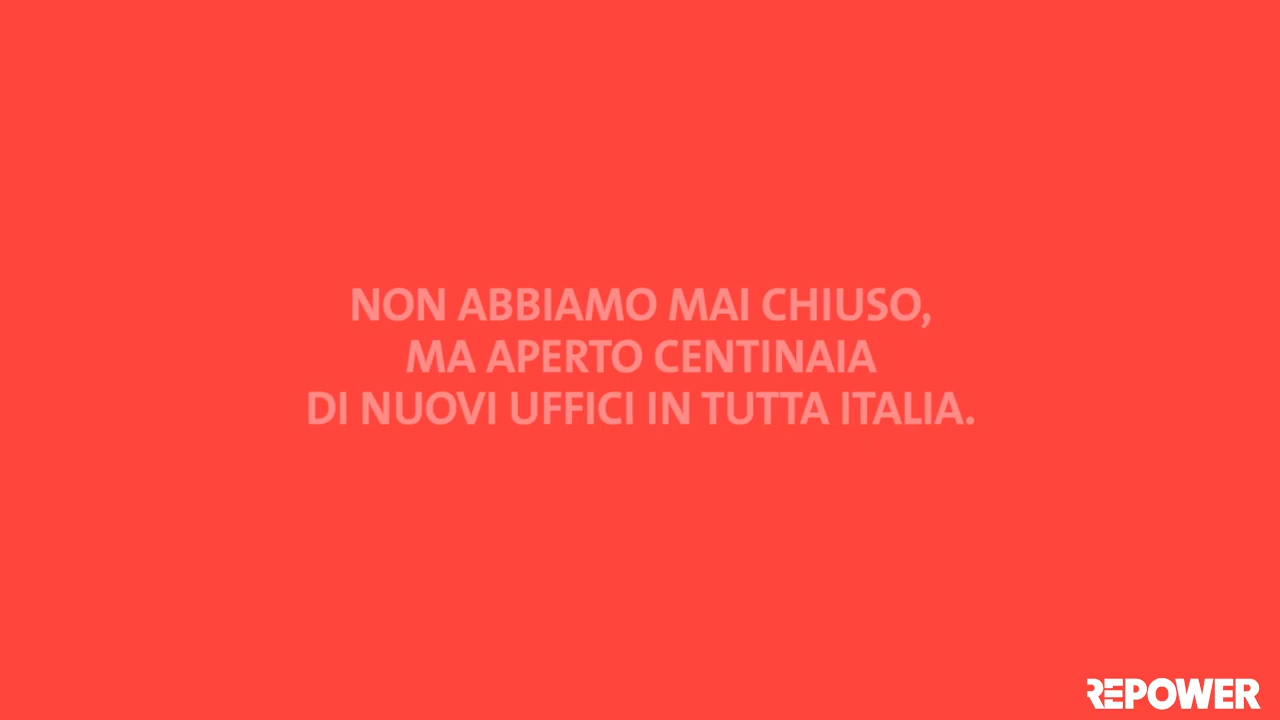 NON ABBIAMO MAI CHIUSO,
MA APERTO CENTINAIA
DI NUOVI UFFICI IN TUTTA ITALIA.
REPOWER